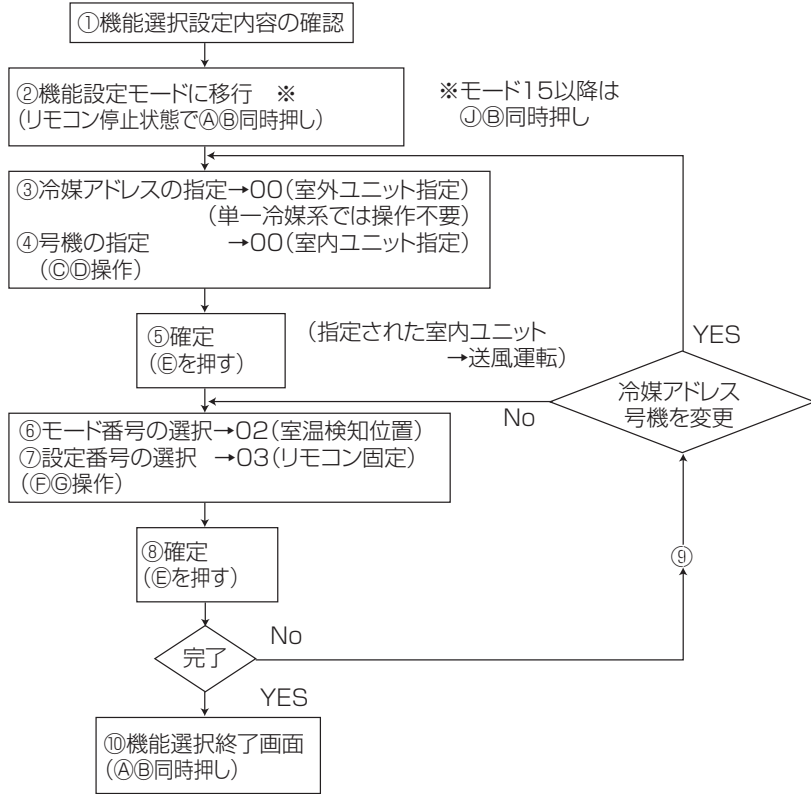 ①機能選択設定内容の確認
②機能設定モードに移行　※
(リモコン停止状態でⒶⒷ同時押し)
※モード15以降は
ⒿⒷ同時押し
③冷媒アドレスの指定→00(室外ユニット指定)
(単一冷媒系では操作不要)
④号機の指定　　　　→00(室内ユニット指定)
(ⒸⒹ操作)
⑤確定
(Ⓔを押す)
(指定された室内ユニット
→送風運転)
YES
冷媒アドレス
号機を変更
No
⑥モード番号の選択→02(室温検知位置)
⑦設定番号の選択　→03(リモコン固定)
(ⒻⒼ操作)
⑧確定
(Ⓔを押す)
⑨
完了
No
YES
⑩機能選択終了画面
(ⒶⒷ同時押し)